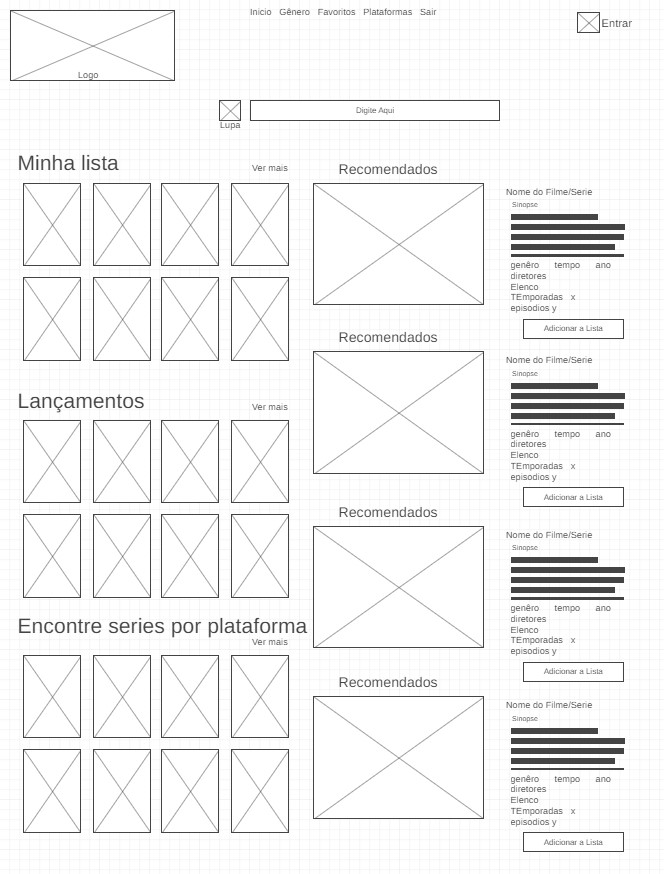 Inicio Gênero Favoritos Plataformas Sair
Entrar
Logo
Digite Aqui
Lupa
Minha lista
Ver mais
Recomendados
Nome do Filme/Serie
Sinopse
genêro tempo ano
diretores
Elenco
TEmporadas x
episodios y
Adicionar a Lista
Recomendados
Nome do Filme/Serie
Sinopse
genêro tempo ano
diretores
Elenco
TEmporadas x
episodios y
Adicionar a Lista
Lançamentos
Ver mais
Recomendados
Nome do Filme/Serie
Sinopse
genêro tempo ano
diretores
Elenco
TEmporadas x
episodios y
Adicionar a Lista
Encontre series por plataforma
Ver mais
Recomendados
Nome do Filme/Serie
Sinopse
genêro tempo ano
diretores
Elenco
TEmporadas x
episodios y
Adicionar a Lista